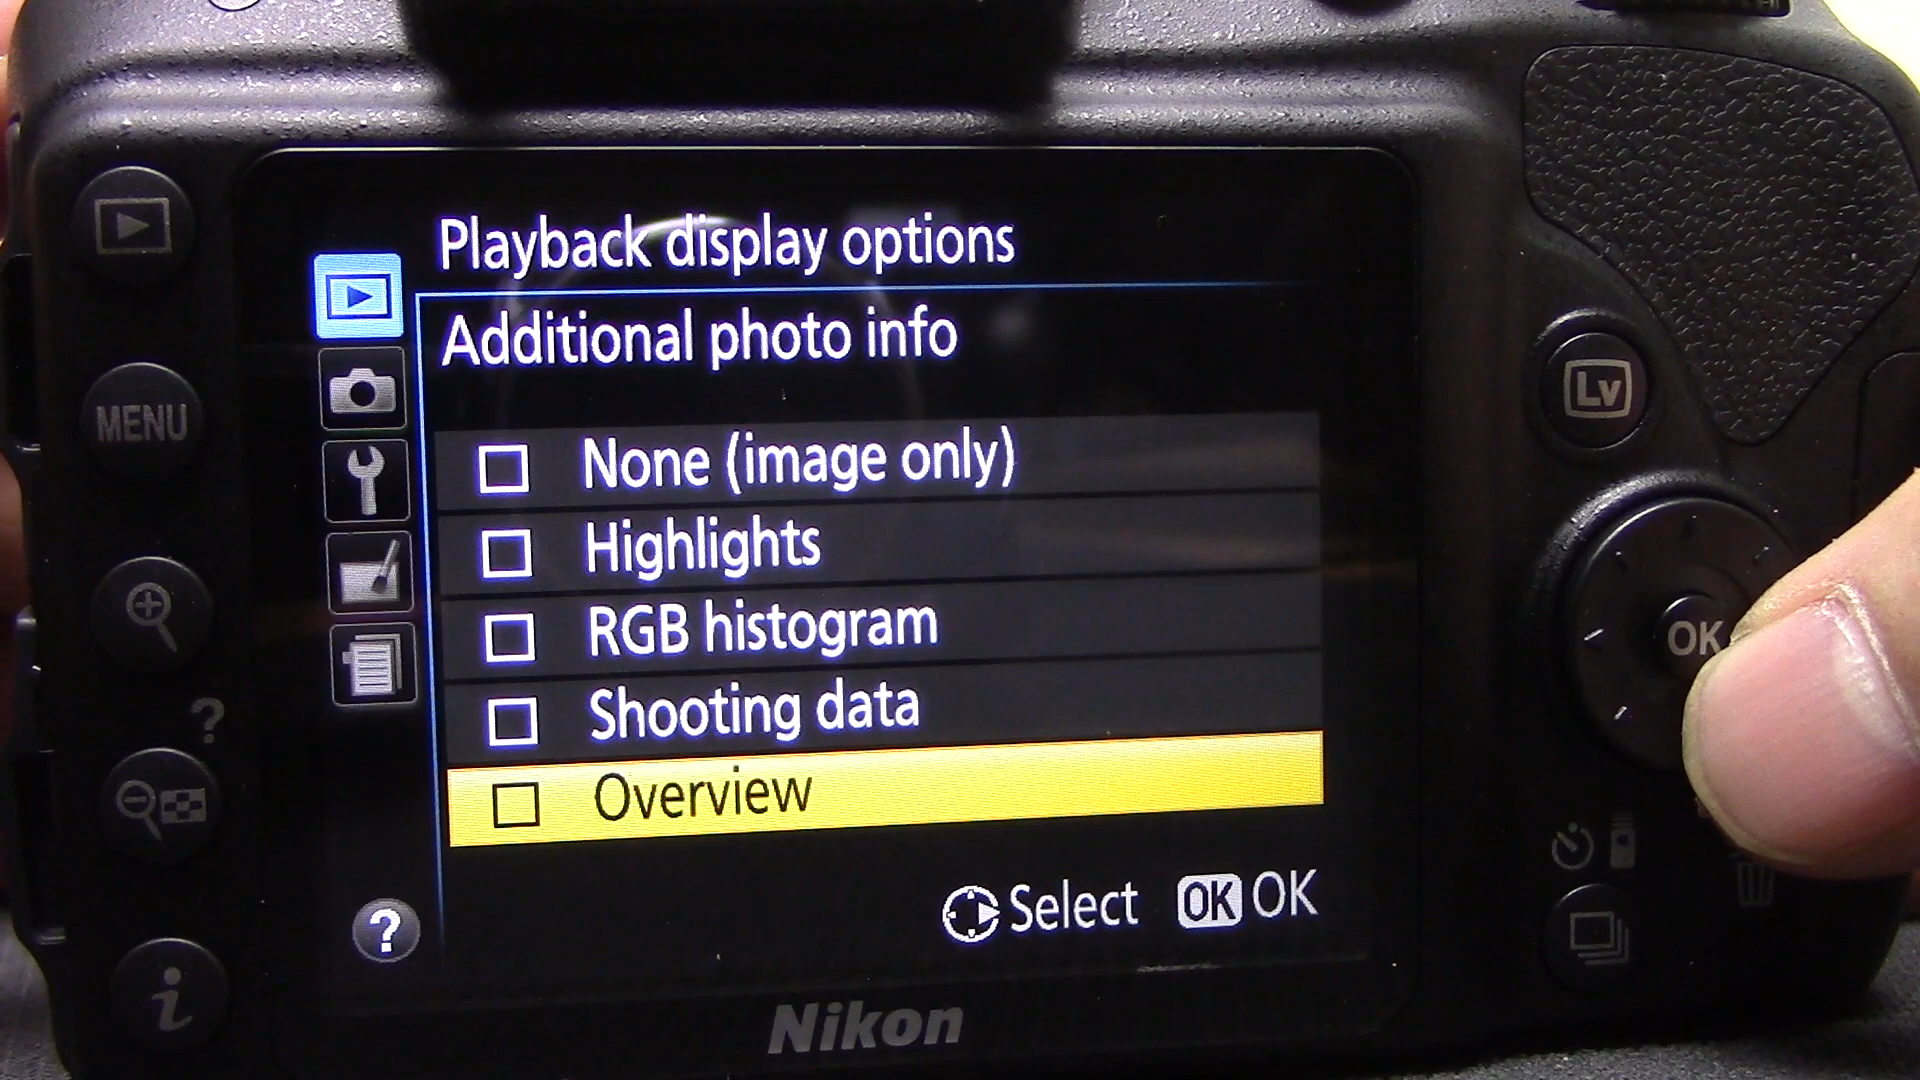 Playback display options
Additional photo info
None (image only)
Highlights
RGB histogram
Shooting data
Overview
Select OK OK
?
MENU
?
i
Lv
OK
Nikon